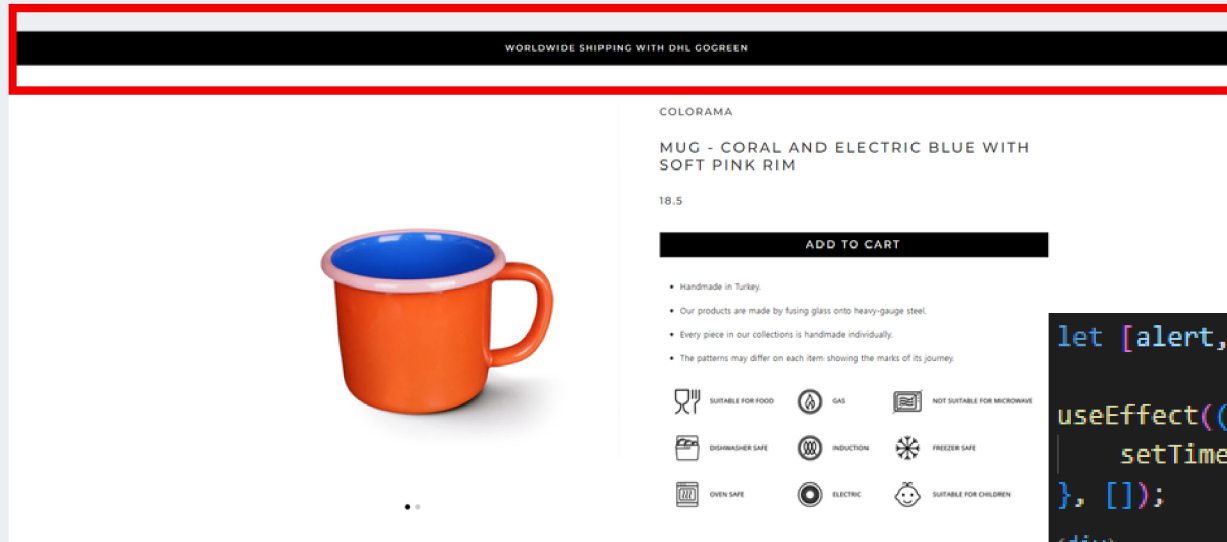 WORLDWIDE SHIPPING WITH DHL GOGREEN
COLORAMA
MUG - CORAL AND ELECTRIC BLUE WITH
SOFT PINK RIM
18.5
ADD TO CART
Handmade in Turkey.
Our products are made by fusing glass onto heavy-gauge steel.
Every piece in our collections is handmade individually.
The patterns may differ on each item showing the marks of its journey.
SUITABLE FOR FOOD
GAS
NOT SUITABLE FOR MICROWAVE
DISHWASHER SAFE
INDUCTION
FREEZER SAFE
OVEN SAFE
ELECTRIC
SUITABLE FOR CHILDREN
let [alert,
useEffect((
setTime
}, []);